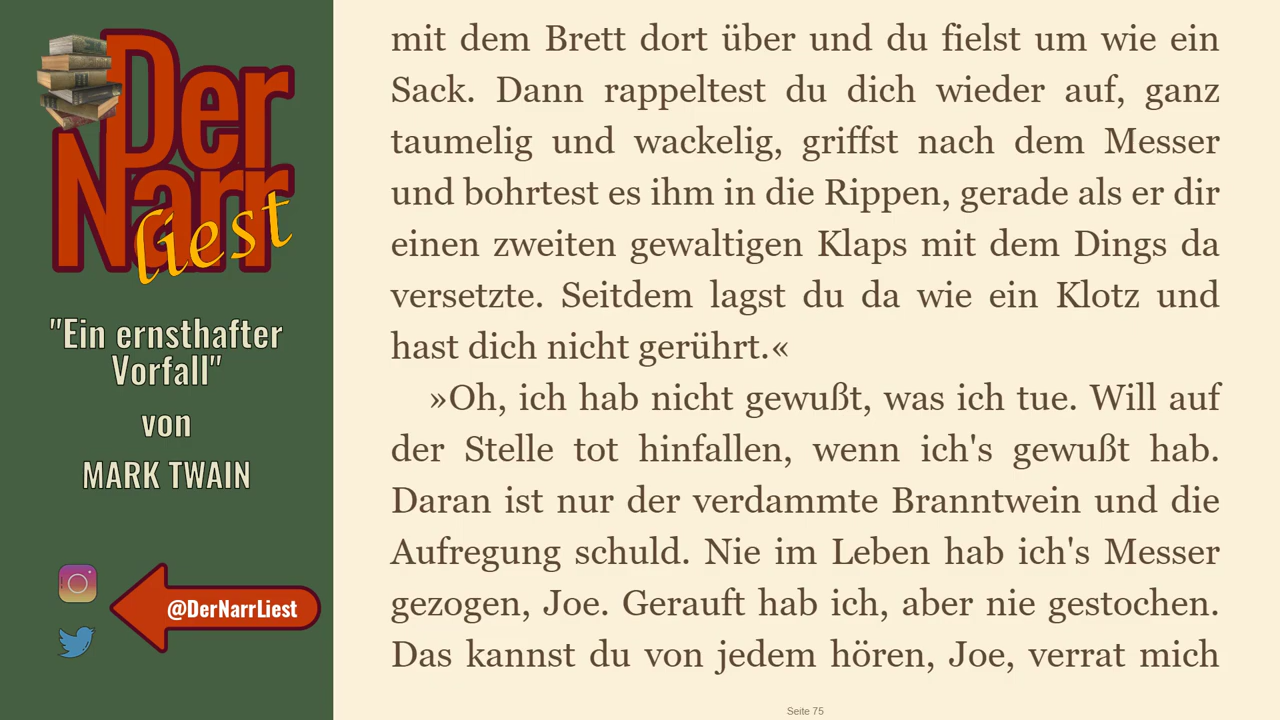 Der
Narr
liest
"Ein ernsthafter
Vorfall"
von
MARK TWAIN
@DerNarrLiest
mit dem Brett dort über und du fielst um wie ein
Sack. Dann rappeltest du dich wieder auf, ganz
taumelig und wackelig, griffst nach dem Messer
und bohrtest es ihm in die Rippen, gerade als er dir
einen zweiten gewaltigen Klaps mit dem Dings da
versetzte. Seitdem lagst du da wie ein Klotz und
hast dich nicht gerührt.«
»Oh, ich hab nicht gewußt, was ich tue. Will auf
der Stelle tot hinfallen, wenn ich's gewußt hab.
Daran ist nur der verdammte Branntwein und die
Aufregung schuld. Nie im Leben hab ich's Messer
gezogen, Joe. Gerauft hab ich, aber nie gestochen.
Das kannst du von jedem hören, Joe, verrat mich
Seite 75